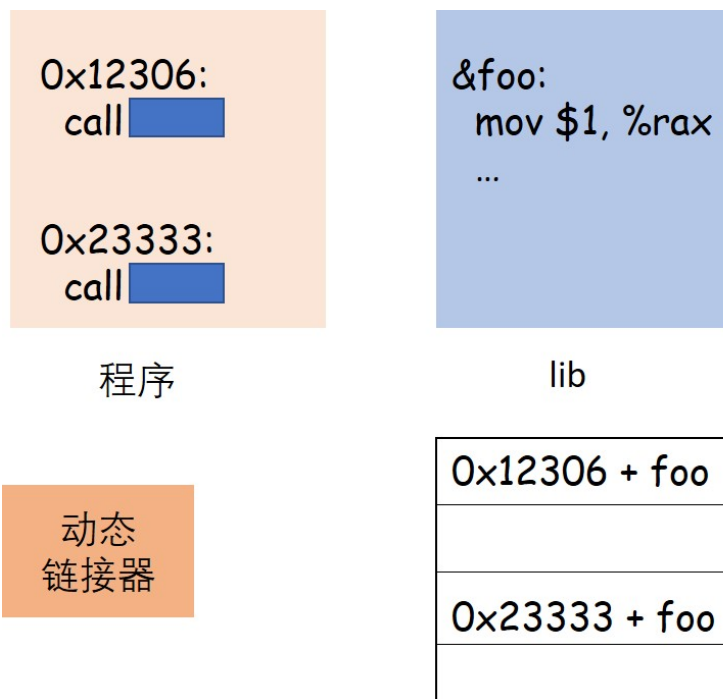 0x12306:
call
0x23333:
call
程序
&foo:
mov $1, %rax
...
lib
动态
链接器
0x12306 + foo
0x23333 + foo